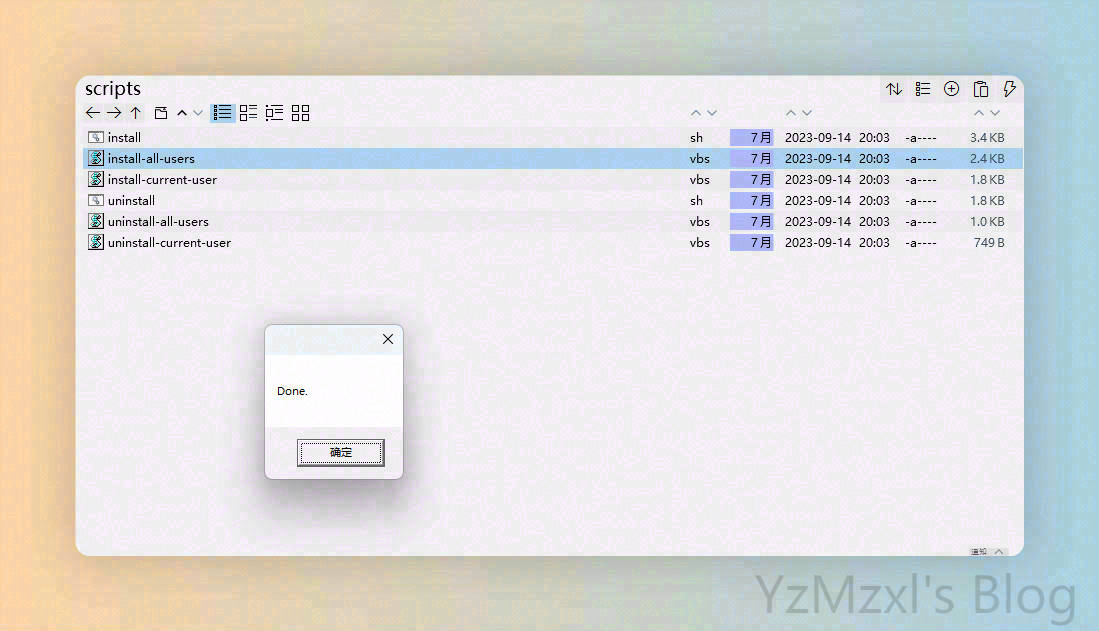 scripts
install sh 7月 2023-09-14 20:03 -a---- 3.4 KB
install-all-users vbs 7月 2023-09-14 20:03 -a---- 2.4 KB
install-current-user vbs 7月 2023-09-14 20:03 -a---- 1.8 KB
uninstall sh 7月 2023-09-14 20:03 -a---- 1.8 KB
uninstall-all-users vbs 7月 2023-09-14 20:03 -a---- 1.0 KB
uninstall-current-user vbs 7月 2023-09-14 20:03 -a---- 749 B
Done.
确定
通知
YzMzxl's Blog